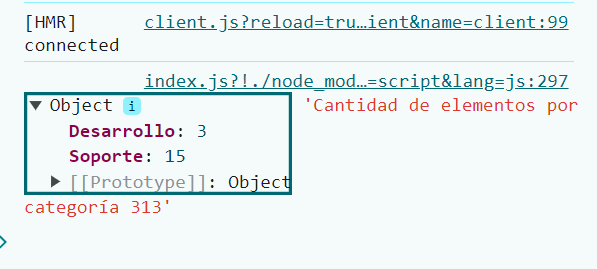 [HMR] client.js?reload=tru…ient&name=client:99
connected
index.js?!./node_mod…=script&lang=js:297
▼ Object i 'Cantidad de elementos por
Desarrollo: 3
Soporte: 15
▶ [[Prototype]]: Object
categoría 313'